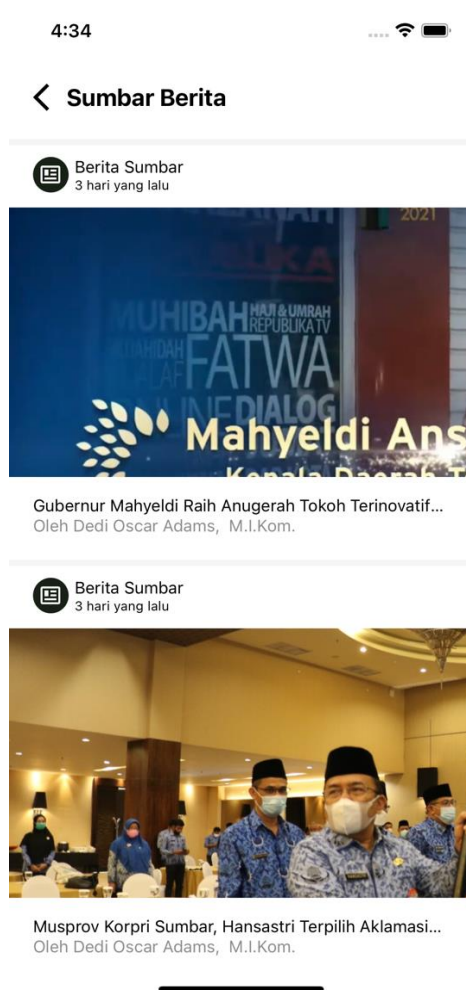 4:34
Sumbar Berita
Berita Sumbar
3 hari yang lalu
2021
MUHIBAH HAJI & UMRAH
REPUBLIKA TV
FATWA
DIALOG
Mahyeldi Ans
Kepala Daerah T
Gubernur Mahyeldi Raih Anugerah Tokoh Terinovatif...
Oleh Dedi Oscar Adams,  M.I.Kom.
Berita Sumbar
3 hari yang lalu
Musprov Korpri Sumbar, Hansastri Terpilih Aklamasi...
Oleh Dedi Oscar Adams,  M.I.Kom.